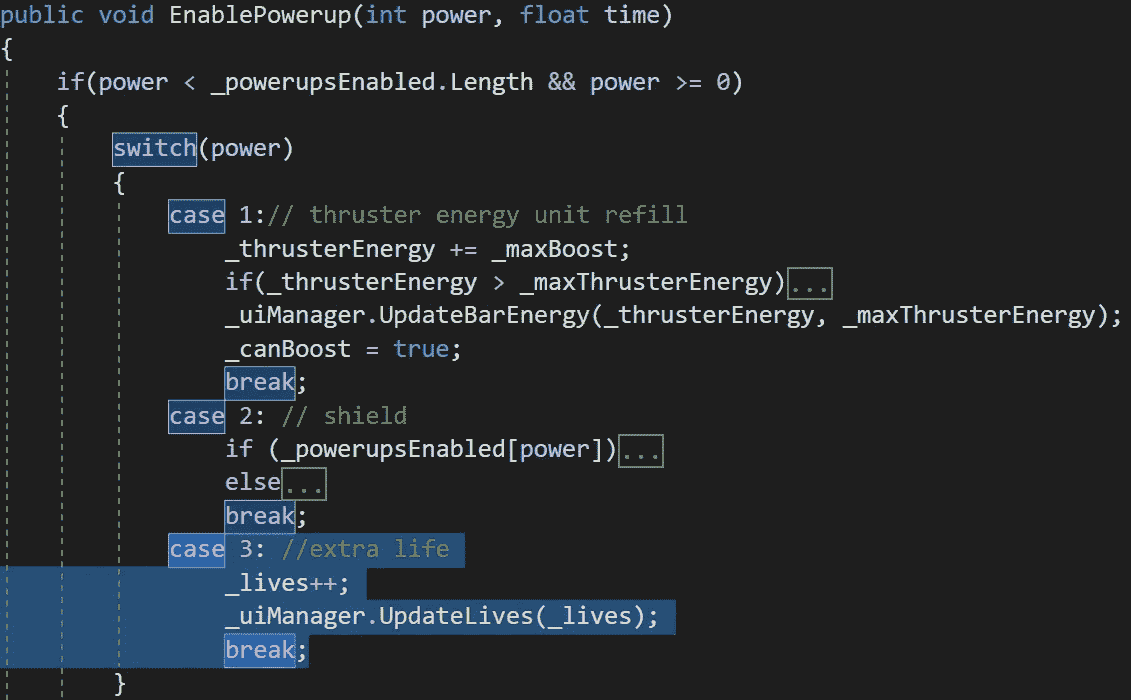 public void EnablePowerup(int power, float time)
{
if(power < _powerupsEnabled.Length && power >= 0)
{
switch(power)
{
case 1:// thruster energy unit refill
_thrusterEnergy += _maxBoost;
if(_thrusterEnergy > _maxThrusterEnergy)...
_uiManager.UpdateBarEnergy(_thrusterEnergy, _maxThrusterEnergy);
_canBoost = true;
break;
case 2: // shield
if (_powerupsEnabled[power])...
else...
break;
case 3: //extra life
_lives++;
_uiManager.UpdateLives(_lives);
break;
}